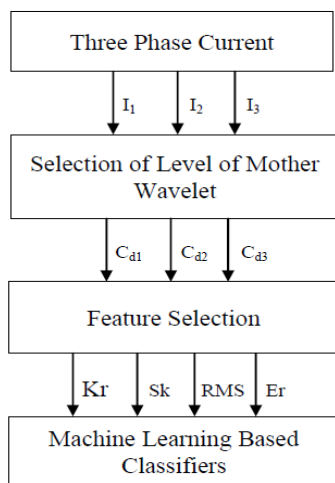 Three Phase Current
I₁ I₂ I₃
Selection of Level of Mother
Wavelet
Cd1 Cd2 Cd3
Feature Selection
Kr Sk RMS Er
Machine Learning Based
Classifiers